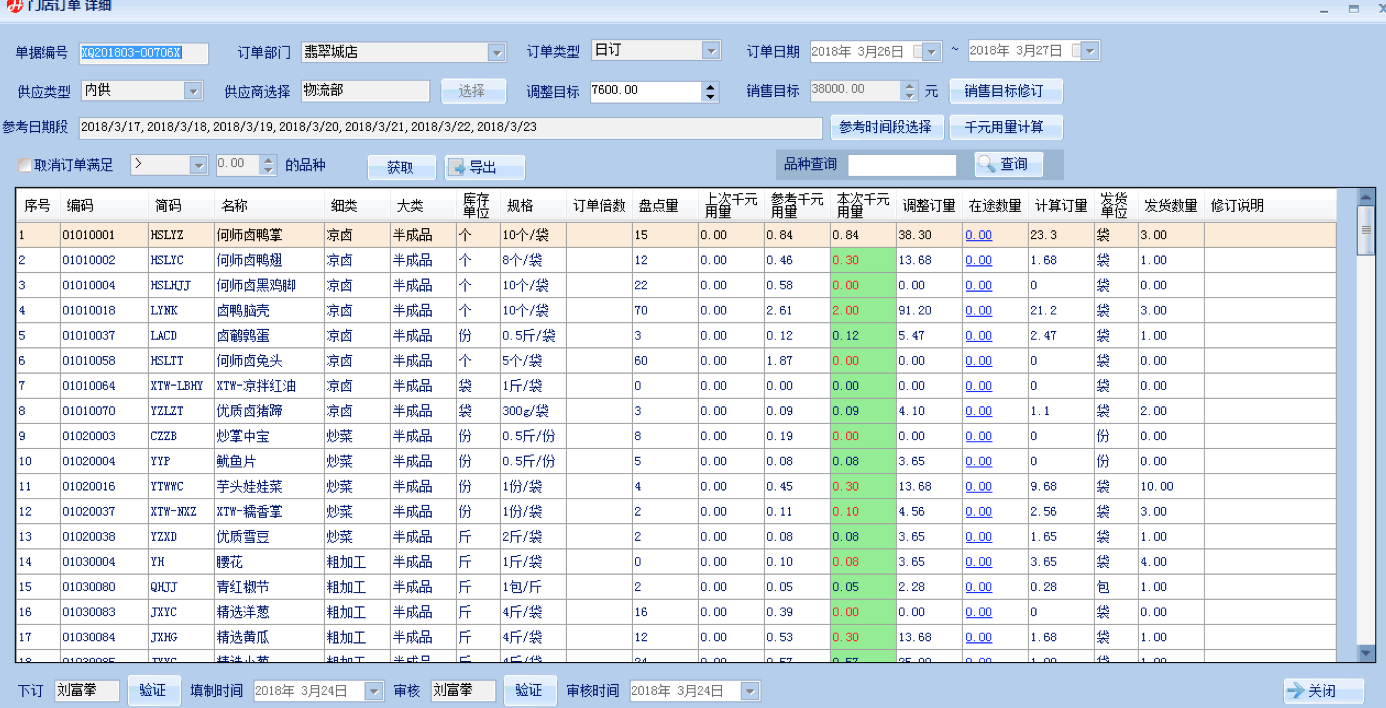 门店订单 详细
单据编号 XQ201803-00706X 订单部门 翡翠城店 订单类型 日订 订单日期 2018年 3月26日 ~ 2018年 3月27日
供应类型 内供 供应商选择 物流部 选择 调整目标 7600.00 销售目标 38000.00 元 销售目标修订
参考日期段 2018/3/17,2018/3/18,2018/3/19,2018/3/20,2018/3/21,2018/3/22,2018/3/23 参考时间段选择 千元用量计算
取消订单满足 > 0.00 的品种 获取 导出 品种查询 查询
序号 编码 简码 名称 细类 大类 库存单位 规格 订单倍数 盘点量 上次千元用量 参考千元用量 本次千元用量 调整订量 在途数量 计算订量 发货单位 发货数量 修订说明
1 01010001 HSLYZ 何师卤鸭掌 凉卤 半成品 个 10个/袋 15 0.00 0.84 0.84 38.30 0.00 23.3 袋 3.00
2 01010002 HSLYC 何师卤鸭翅 凉卤 半成品 个 8个/袋 12 0.00 0.46 0.30 13.68 0.00 1.68 袋 1.00
3 01010004 HSLHJJ 何师卤黑鸡脚 凉卤 半成品 个 10个/袋 22 0.00 0.58 0.00 0.00 0.00 0 袋 0.00
4 01010018 LYNK 卤鸭脑壳 凉卤 半成品 个 10个/袋 70 0.00 2.61 2.00 91.20 0.00 21.2 袋 3.00
5 01010037 LACD 卤鹌鹑蛋 凉卤 半成品 份 0.5斤/袋 3 0.00 0.12 0.12 5.47 0.00 2.47 袋 1.00
6 01010058 HSLTT 何师卤兔头 凉卤 半成品 个 5个/袋 60 0.00 1.87 0.00 0.00 0.00 0 袋 0.00
7 01010064 XTW-LBHY XTW-凉拌红油 凉卤 半成品 袋 1斤/袋 0 0.00 0.00 0.00 0.00 0.00 0 袋 0.00
8 01010070 YZLZT 优质卤猪蹄 凉卤 半成品 袋 300g/袋 3 0.00 0.09 0.09 4.10 0.00 1.1 袋 2.00
9 01020003 CZZB 炒掌中宝 炒菜 半成品 份 0.5斤/份 8 0.00 0.19 0.00 0.00 0.00 0 份 0.00
10 01020004 YYP 鱿鱼片 炒菜 半成品 份 0.5斤/份 5 0.00 0.08 0.08 3.65 0.00 0 份 0.00
11 01020016 YTWWC 芋头娃娃菜 炒菜 半成品 份 1份/袋 4 0.00 0.45 0.30 13.68 0.00 9.68 袋 10.00
12 01020037 XTW-NXZ XTW-糯香掌 炒菜 半成品 份 1份/袋 2 0.00 0.11 0.10 4.56 0.00 2.56 袋 3.00
13 01020038 YZXD 优质雪豆 炒菜 半成品 斤 2斤/袋 2 0.00 0.08 0.08 3.65 0.00 1.65 袋 1.00
14 01030004 YH 腰花 粗加工 半成品 斤 1斤/袋 0 0.00 0.10 0.08 3.65 0.00 3.65 袋 4.00
15 01030080 QHJJ 青红椒节 粗加工 半成品 斤 1包/斤 2 0.00 0.05 0.05 2.28 0.00 0.28 包 1.00
16 01030083 JXYC 精选洋葱 粗加工 半成品 斤 4斤/袋 16 0.00 0.39 0.00 0.00 0.00 0 袋 0.00
17 01030084 JXHG 精选黄瓜 粗加工 半成品 斤 4斤/袋 12 0.00 0.53 0.30 13.68 0.00 1.68 袋 1.00
下订 刘富豢 验证 填制时间 2018年 3月24日 审核 刘富豢 验证 审核时间 2018年 3月24日 关闭